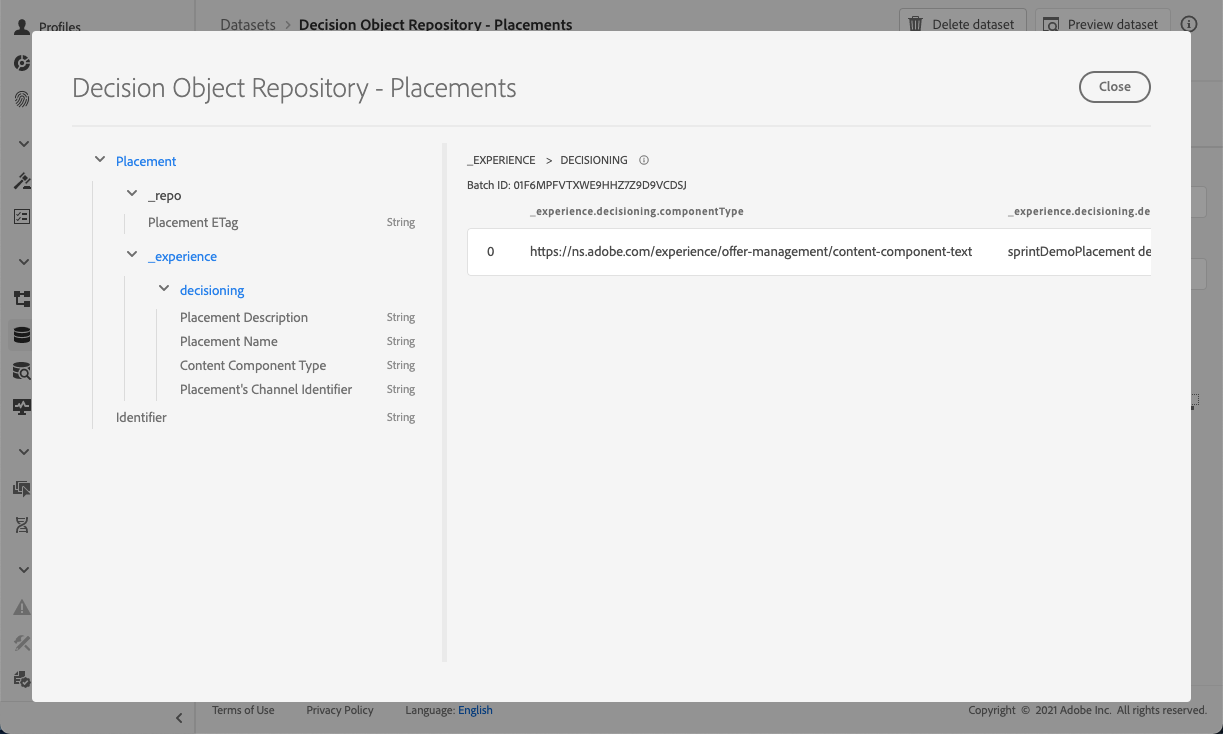 Profiles
Datasets > Decision Object Repository - Placements
Delete dataset
Preview dataset
Decision Object Repository - Placements
Close
Placement
_repo
Placement ETag String
_experience
decisioning
Placement Description String
Placement Name String
Content Component Type String
Placement's Channel Identifier String
Identifier String
_EXPERIENCE > DECISIONING
Batch ID: 01F6MPFVTXWE9HHZ7Z9D9VCDSJ
_experience.decisioning.componentType _experience.decisioning.de
0 https://ns.adobe.com/experience/offer-management/content-component-text sprintDemoPlacement de
Terms of Use Privacy Policy Language: English Copyright © 2021 Adobe Inc. All rights reserved.